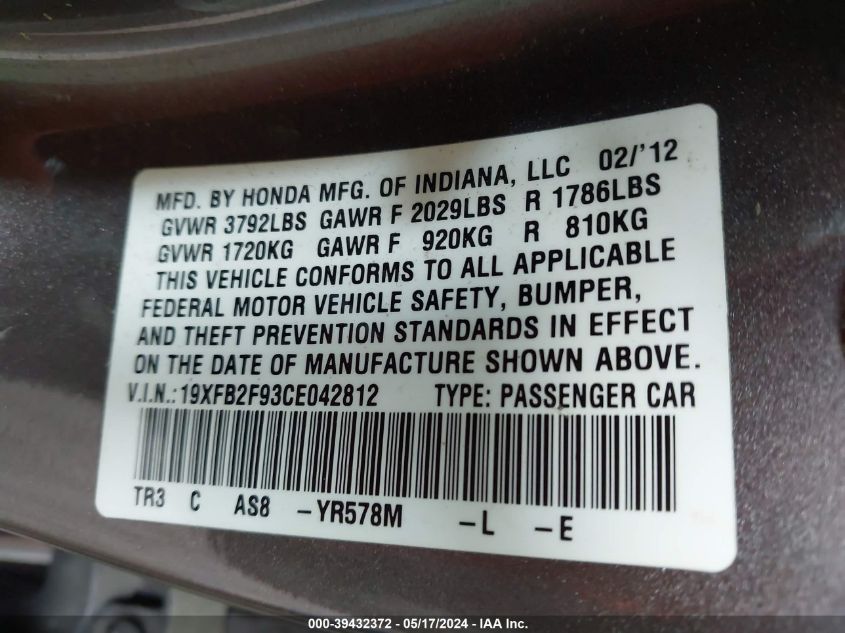 MFD. BY HONDA MFG. OF INDIANA, LLC 02/'12
GVWR 3792LBS GAWR F 2029LBS R 1786LBS
GVWR 1720KG GAWR F 920KG R 810KG
THIS VEHICLE CONFORMS TO ALL APPLICABLE
FEDERAL MOTOR VEHICLE SAFETY, BUMPER,
AND THEFT PREVENTION STANDARDS IN EFFECT
ON THE DATE OF MANUFACTURE SHOWN ABOVE.
V.I.N.:19XFB2F93CE042812 TYPE: PASSENGER CAR
TR3 C AS8 -YR578M -L -E
000-39432372 - 05/17/2024 - IAA Inc.